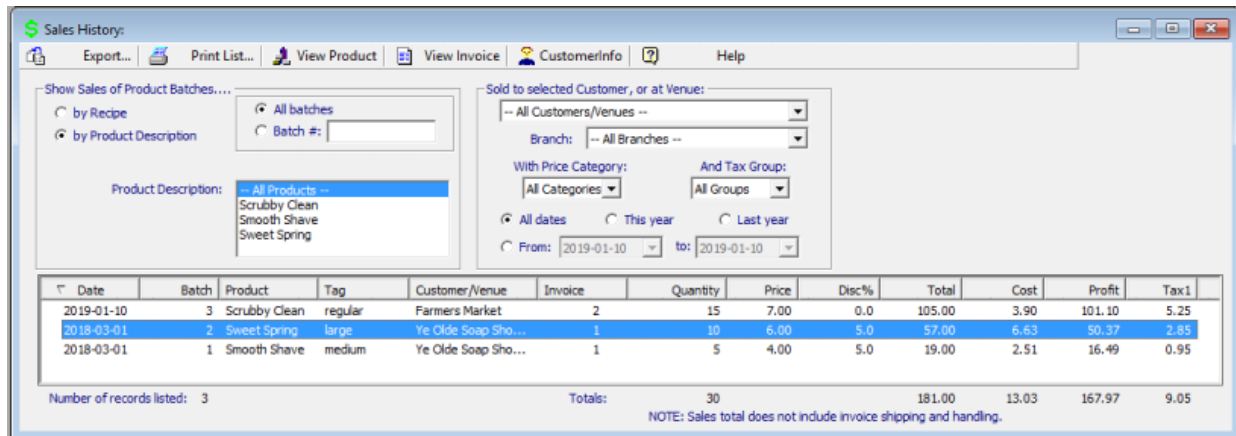 Sales History:
Export... Print List... View Product View Invoice CustomerInfo Help
Show Sales of Product Batches....
by Recipe
by Product Description
All batches
Batch #:
Product Description:
-- All Products --
Scrubby Clean
Smooth Shave
Sweet Spring
Sold to selected Customer, or at Venue:
-- All Customers/Venues --
Branch: -- All Branches --
With Price Category: And Tax Group:
All Categories All Groups
All dates This year Last year
From: 2019-01-10 to: 2019-01-10
Date Batch Product Tag Customer/Venue Invoice Quantity Price Disc% Total Cost Profit Tax1
2019-01-10 3 Scrubby Clean regular Farmers Market 2 15 7.00 0.0 105.00 3.90 101.10 5.25
2018-03-01 2 Sweet Spring large Ye Olde Soap Sho... 1 10 6.00 5.0 57.00 6.63 50.37 2.85
2018-03-01 1 Smooth Shave medium Ye Olde Soap Sho... 1 5 4.00 5.0 19.00 2.51 16.49 0.95
Number of records listed: 3 Totals: 30 181.00 13.03 167.97 9.05
NOTE: Sales total does not include invoice shipping and handling.